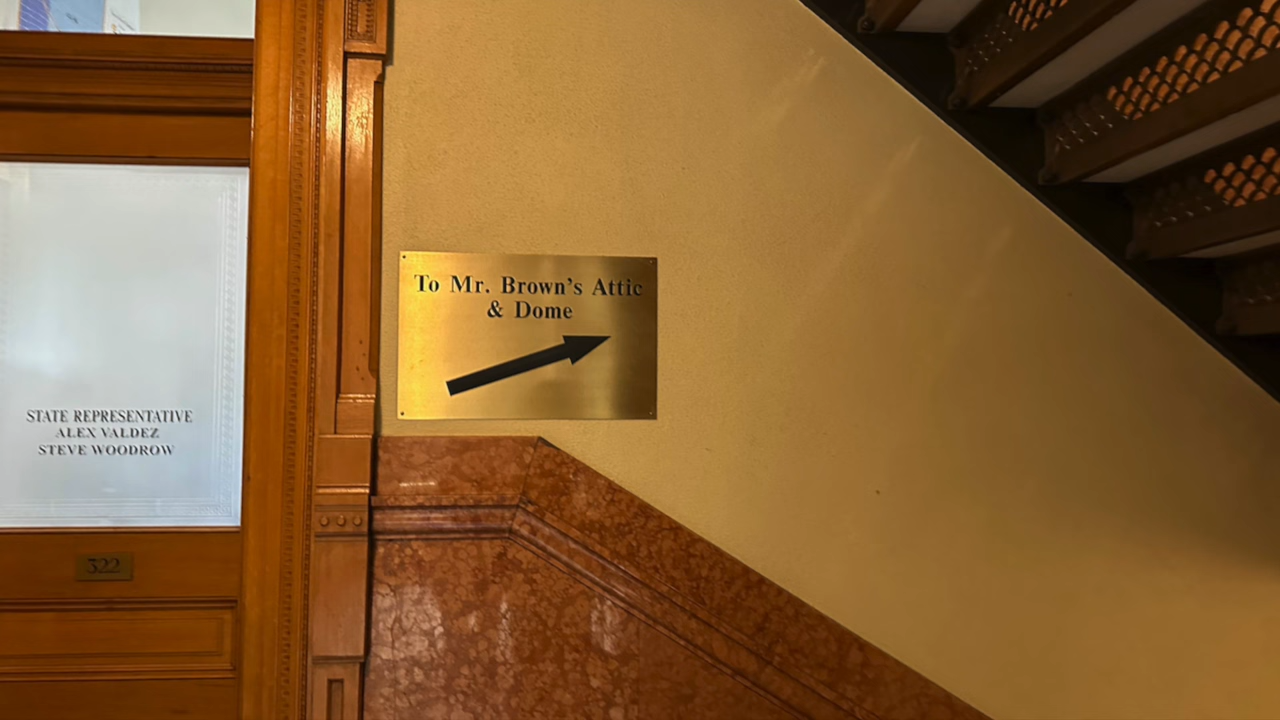 To Mr. Brown's Attic
& Dome
STATE REPRESENTATIVE
ALEX VALDEZ
STEVE WOODROW
322